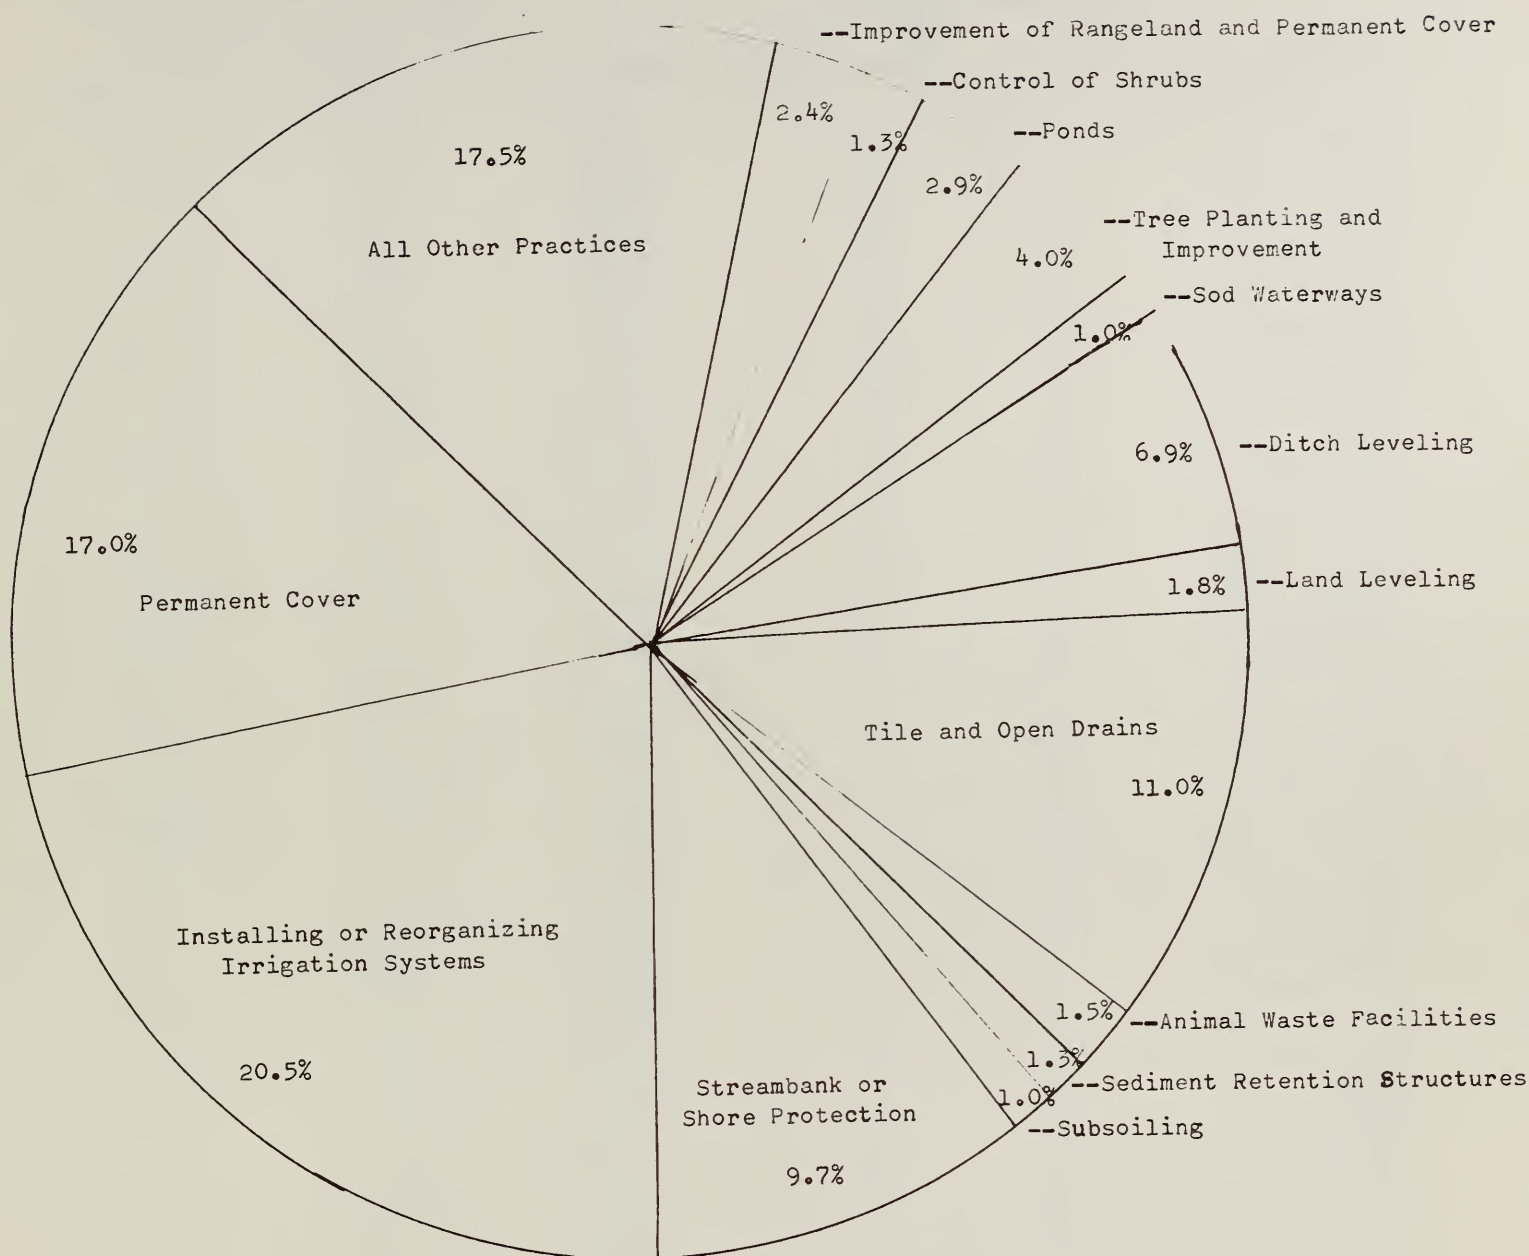 --Improvement of Rangeland and Permanent Cover
2.4%
--Control of Shrubs
1.3%
--Ponds
2.9%
--Tree Planting and
Improvement
4.0%
--Sod Waterways
1.0%
--Ditch Leveling
6.9%
--Land Leveling
1.8%
Tile and Open Drains
11.0%
1.5%
--Animal Waste Facilities
1.3%
--Sediment Retention Structures
1.0%
--Subsoiling
Streambank or
Shore Protection
9.7%
Installing or Reorganizing
Irrigation Systems
20.5%
17.0%
Permanent Cover
17.5%
All Other Practices